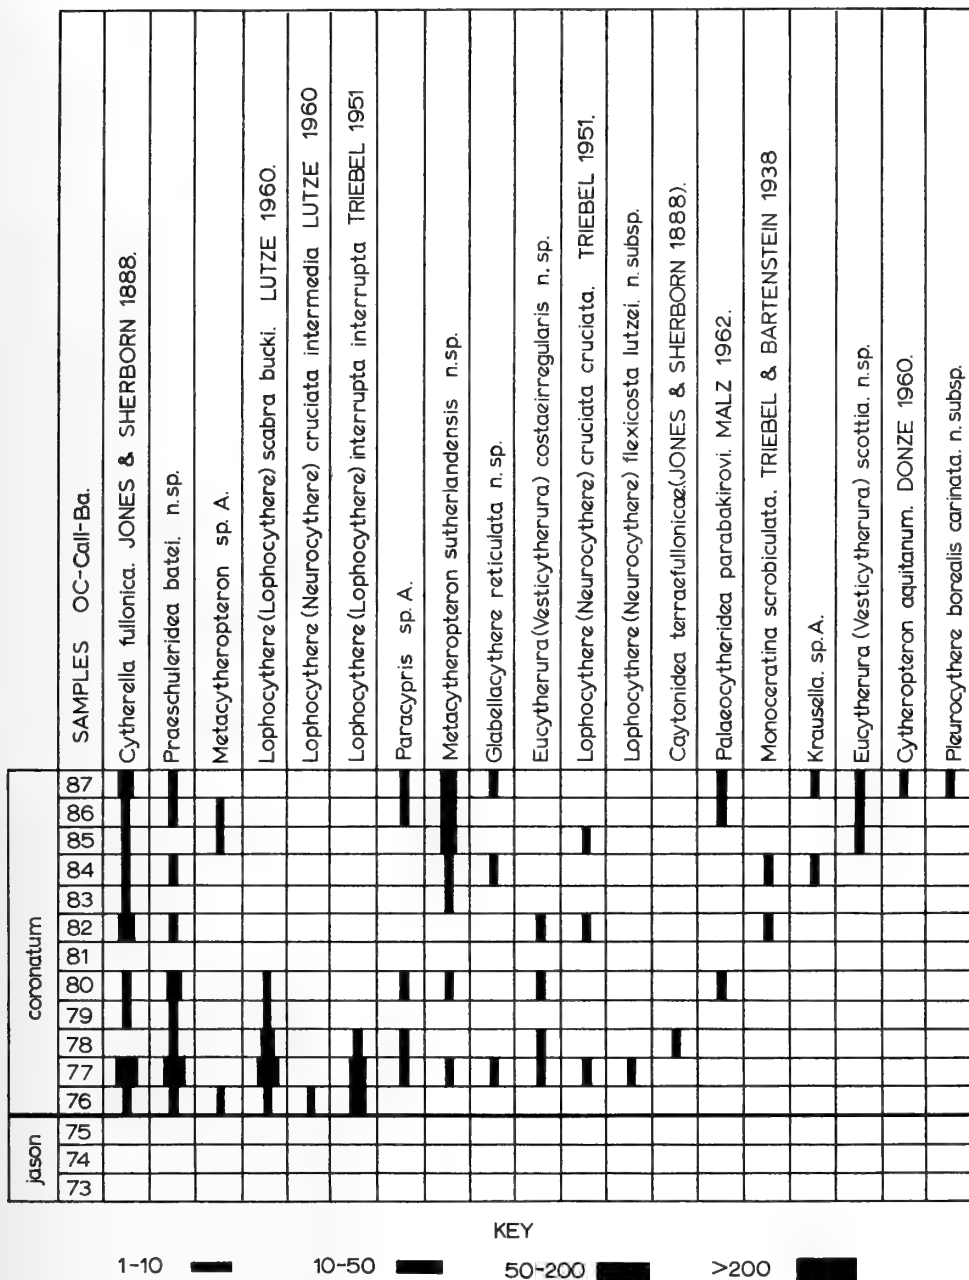 SAMPLES OC-Call-Ba.
Cytherella fullonica. JONES & SHERBORN 1888.
Praeschuleridea batei. n.sp.
Metacytheropteron sp. A.
Lophocythere (Lophocythere) scabra bucki. LUTZE 1960.
Lophocythere (Neurocythere) cruciata intermedia LUTZE 1960
Lophocythere (Lophocythere) interrupta interrupta TRIEBEL 1951
Paracypris sp. A.
Metacytheropteron sutherlandensis n.sp.
Glabellacythere reticulata n. sp.
Eucytherura (Vesticytherura) costaeirregularis n. sp.
Lophocythere (Neurocythere) cruciata cruciata. TRIEBEL 1951.
Lophocythere (Neurocythere) flexicosta lutzei. n. subsp.
Caytonidea terraefullonicae.(JONES & SHERBORN 1888).
Palaeocytheridea parabakirovi. MALZ 1962.
Monoceratina scrobiculata. TRIEBEL & BARTENSTEIN 1938
Krausella. sp. A.
Eucytherura (Vesticytherura) scottia. n.sp.
Cytheropteron aquitanum. DONZE 1960.
Pleurocythere borealis carinata. n. subsp.
coronatum
87
86
85
84
83
82
81
80
79
78
77
76
jason
75
74
73
KEY
1-10 10-50 50-200 >200